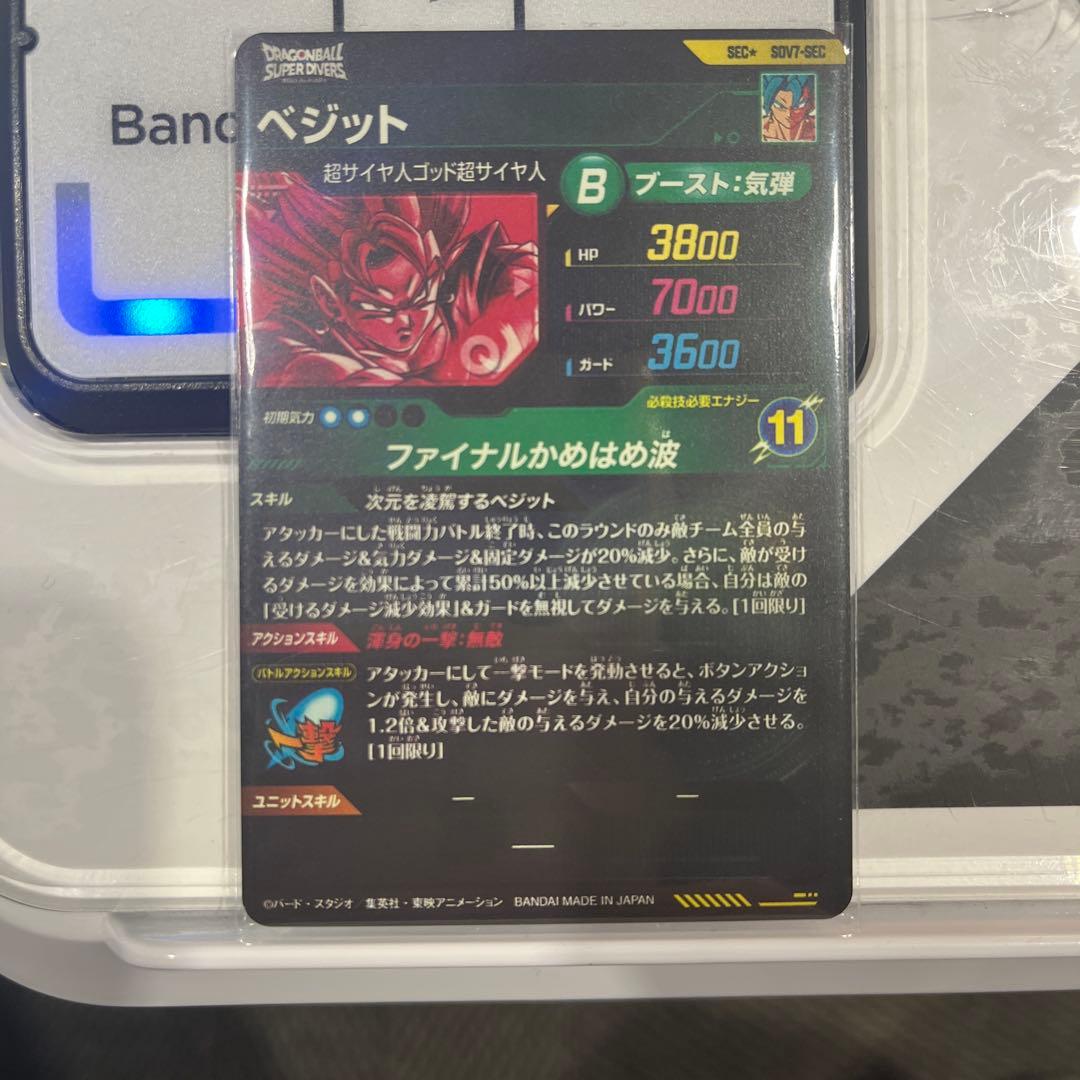 Band
DRAGONBALL
SUPER DIVERS
SEC★ SDV7-SEC
ベジット
超サイヤ人ゴッド超サイヤ人
B ブースト:気弾
HP 3800
パワー 7000
ガード 3600
初期気力
必殺技必要エナジー
11
ファイナルかめはめ波
スキル 次元を凌駕するベジット
アタッカーにした戦闘力バトル終了時、このラウンドのみ敵チーム全員の与
えるダメージ&気力ダメージ&固定ダメージが20%減少。さらに、敵が受け
るダメージを効果によって累計50%以上減少させている場合、自分は敵の
「受けるダメージ減少効果」&ガードを無視してダメージを与える。[1回限り]
アクションスキル 渾身の一撃:無敵
バトルアクションスキル
アタッカーにして一撃モードを発動させると、ボタンアクショ
ンが発生し、敵にダメージを与え、自分の与えるダメージを
1.2倍&攻撃した敵の与えるダメージを20%減少させる。
[1回限り]
一撃
ユニットスキル ー ー
ー
©バード・スタジオ/集英社・東映アニメーション BANDAI MADE IN JAPAN